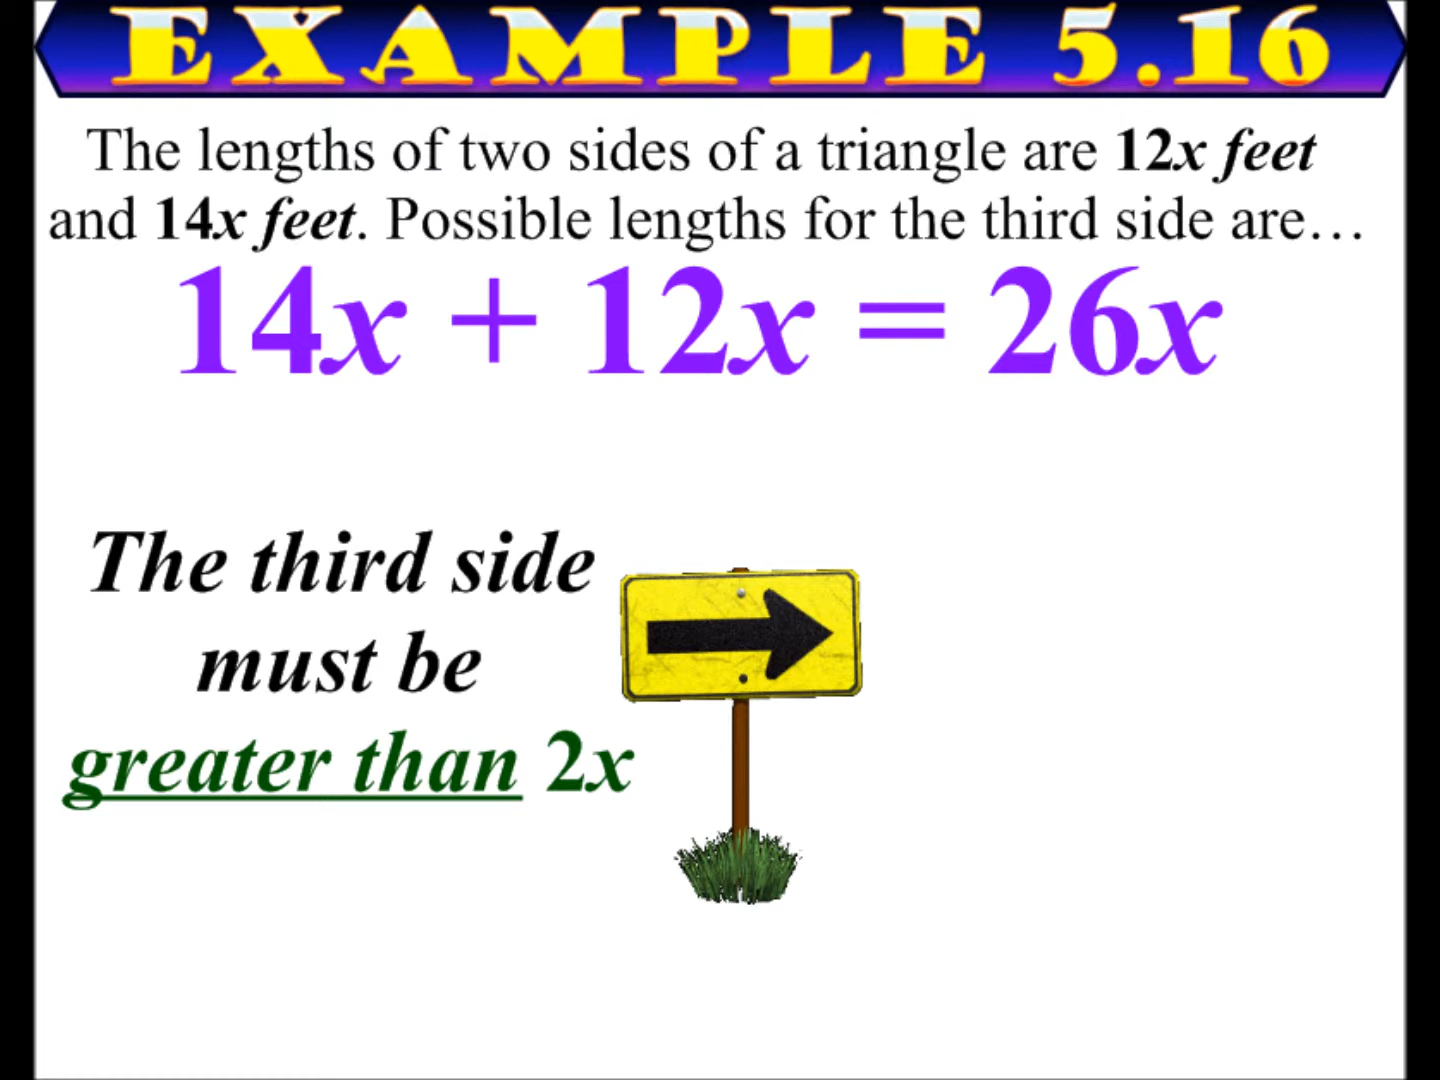 EXAMPLE 5.16
The lengths of two sides of a triangle are 12x feet
and 14x feet. Possible lengths for the third side are…
14x + 12x = 26x
The third side
must be
greater than 2x